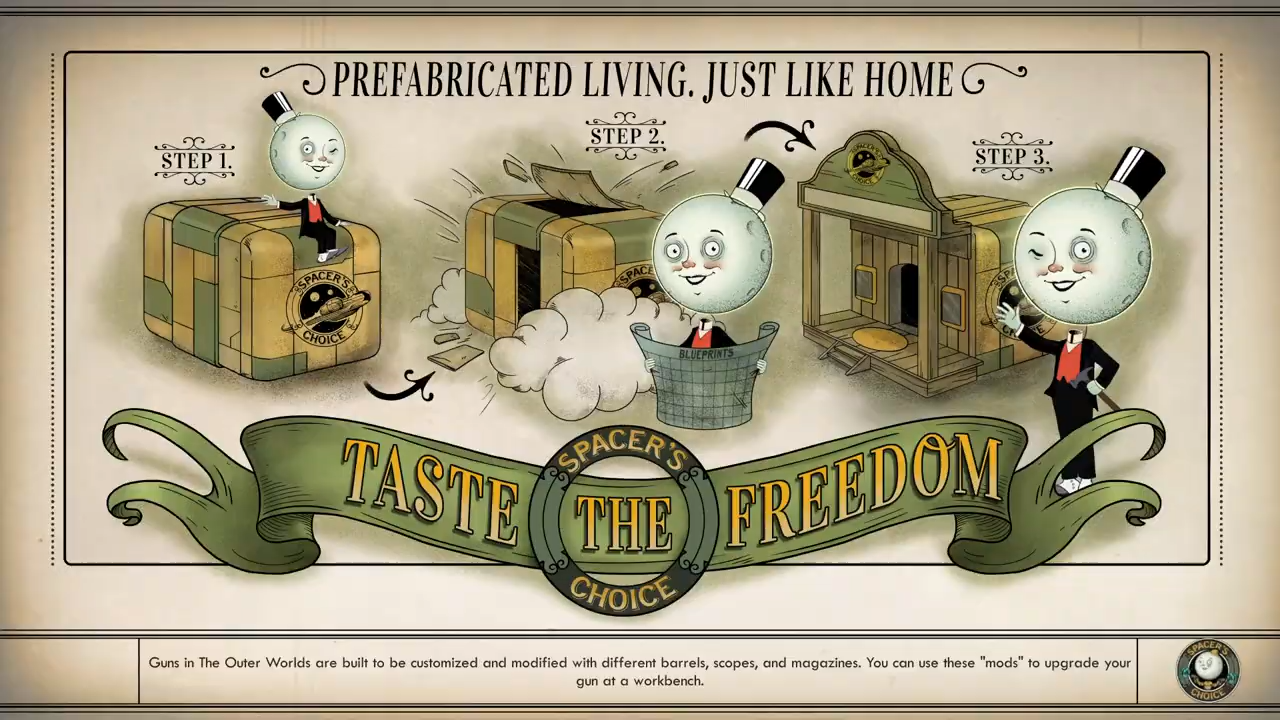 PREFABRICATED LIVING. JUST LIKE HOME
STEP 1.
STEP 2.
STEP 3.
SPACER'S
CHOICE
SPACER'S
CHOICE
BLUEPRINTS
TASTE THE FREEDOM
SPACER'S
CHOICE
Guns in The Outer Worlds are built to be customized and modified with different barrels, scopes, and magazines. You can use these "mods" to upgrade your
gun at a workbench.
SPACER'S
CHOICE